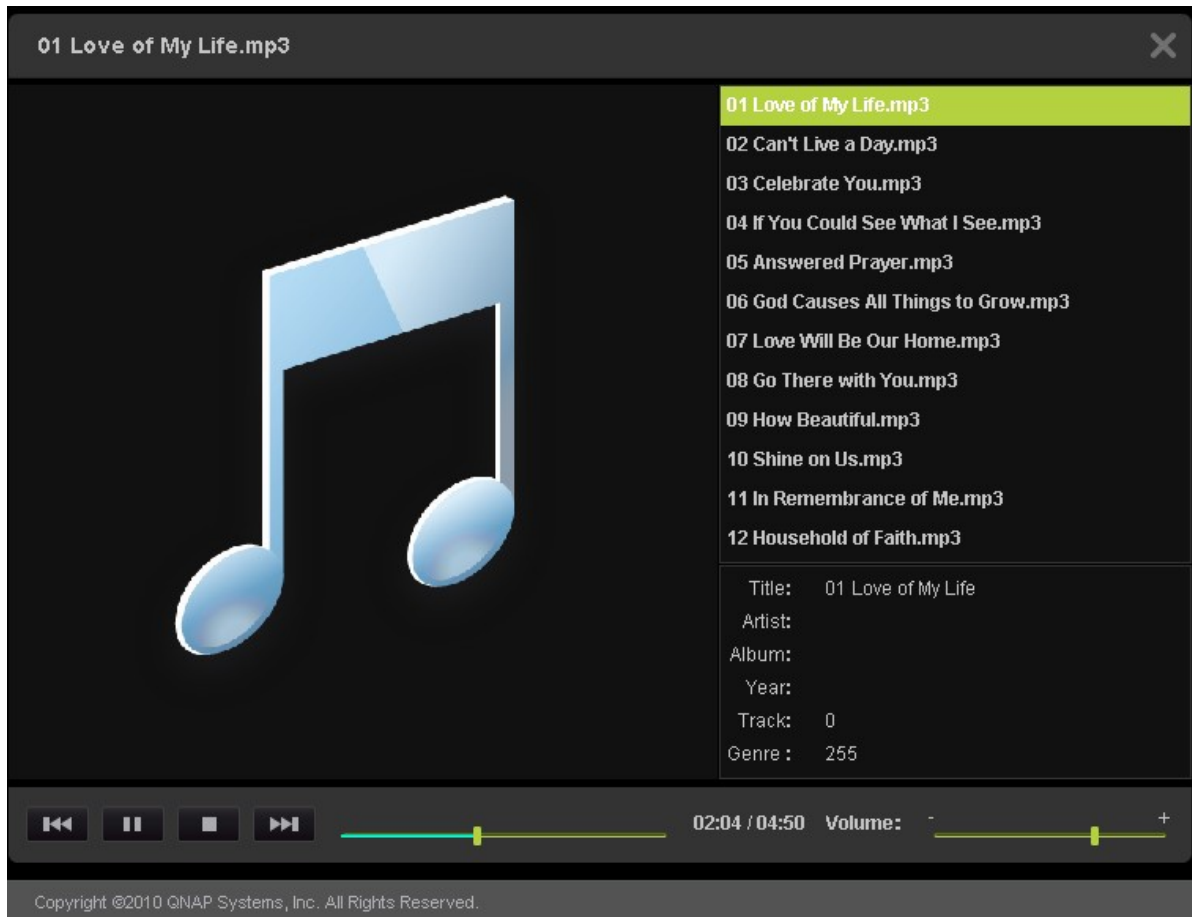 01 Love of My Life.mp3
01 Love of My Life.mp3
02 Can't Live a Day.mp3
03 Celebrate You.mp3
04 If You Could See What I See.mp3
05 Answered Prayer.mp3
06 God Causes All Things to Grow.mp3
07 Love Will Be Our Home.mp3
08 Go There with You.mp3
09 How Beautiful.mp3
10 Shine on Us.mp3
11 In Remembrance of Me.mp3
12 Household of Faith.mp3
Title: 01 Love of My Life
Artist:
Album:
Year:
Track: 0
Genre : 255
02:04 / 04:50 Volume: - +
Copyright ©2010 QNAP Systems, Inc. All Rights Reserved.